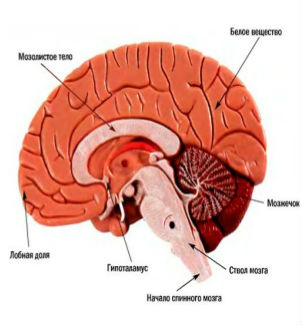 Белое вещество
Мозолистое тело
Мозжечок
Лобная доля
Гипоталамус
Ствол мозга
Начало спинного мозга